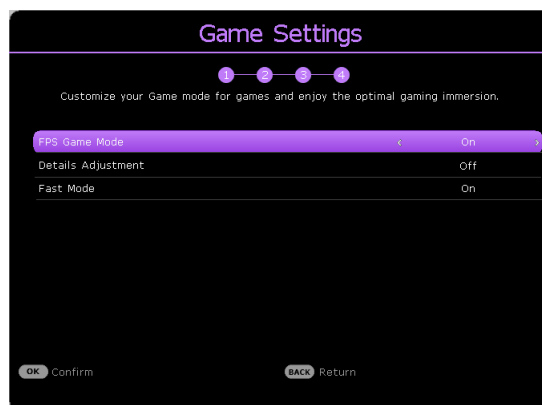 Game Settings
1 2 3 4
Customize your Game mode for games and enjoy the optimal gaming immersion.
FPS Game Mode ‹ On ›
Details Adjustment Off
Fast Mode On
OK Confirm BACK Return